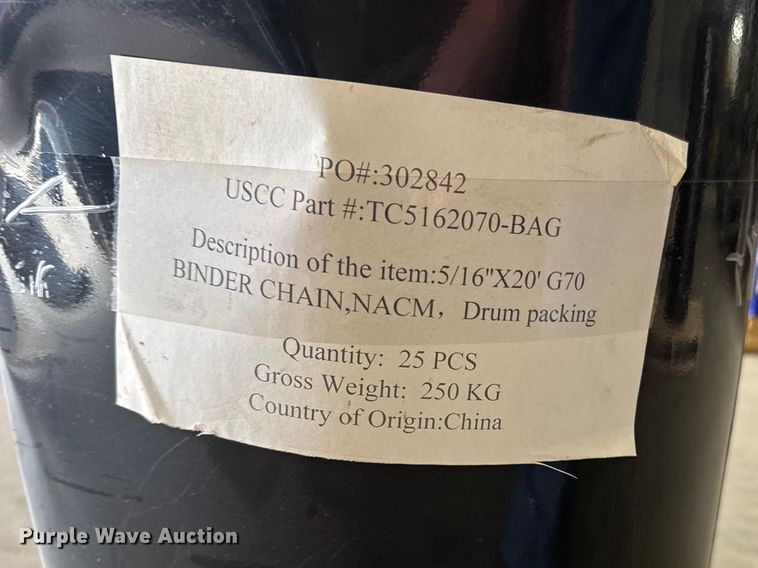 PO#:302842
USCC Part #:TC5162070-BAG
Description of the item:5/16"X20' G70
BINDER CHAIN,NACM，Drum packing
Quantity: 25 PCS
Gross Weight: 250 KG
Country of Origin:China
Purple Wave Auction